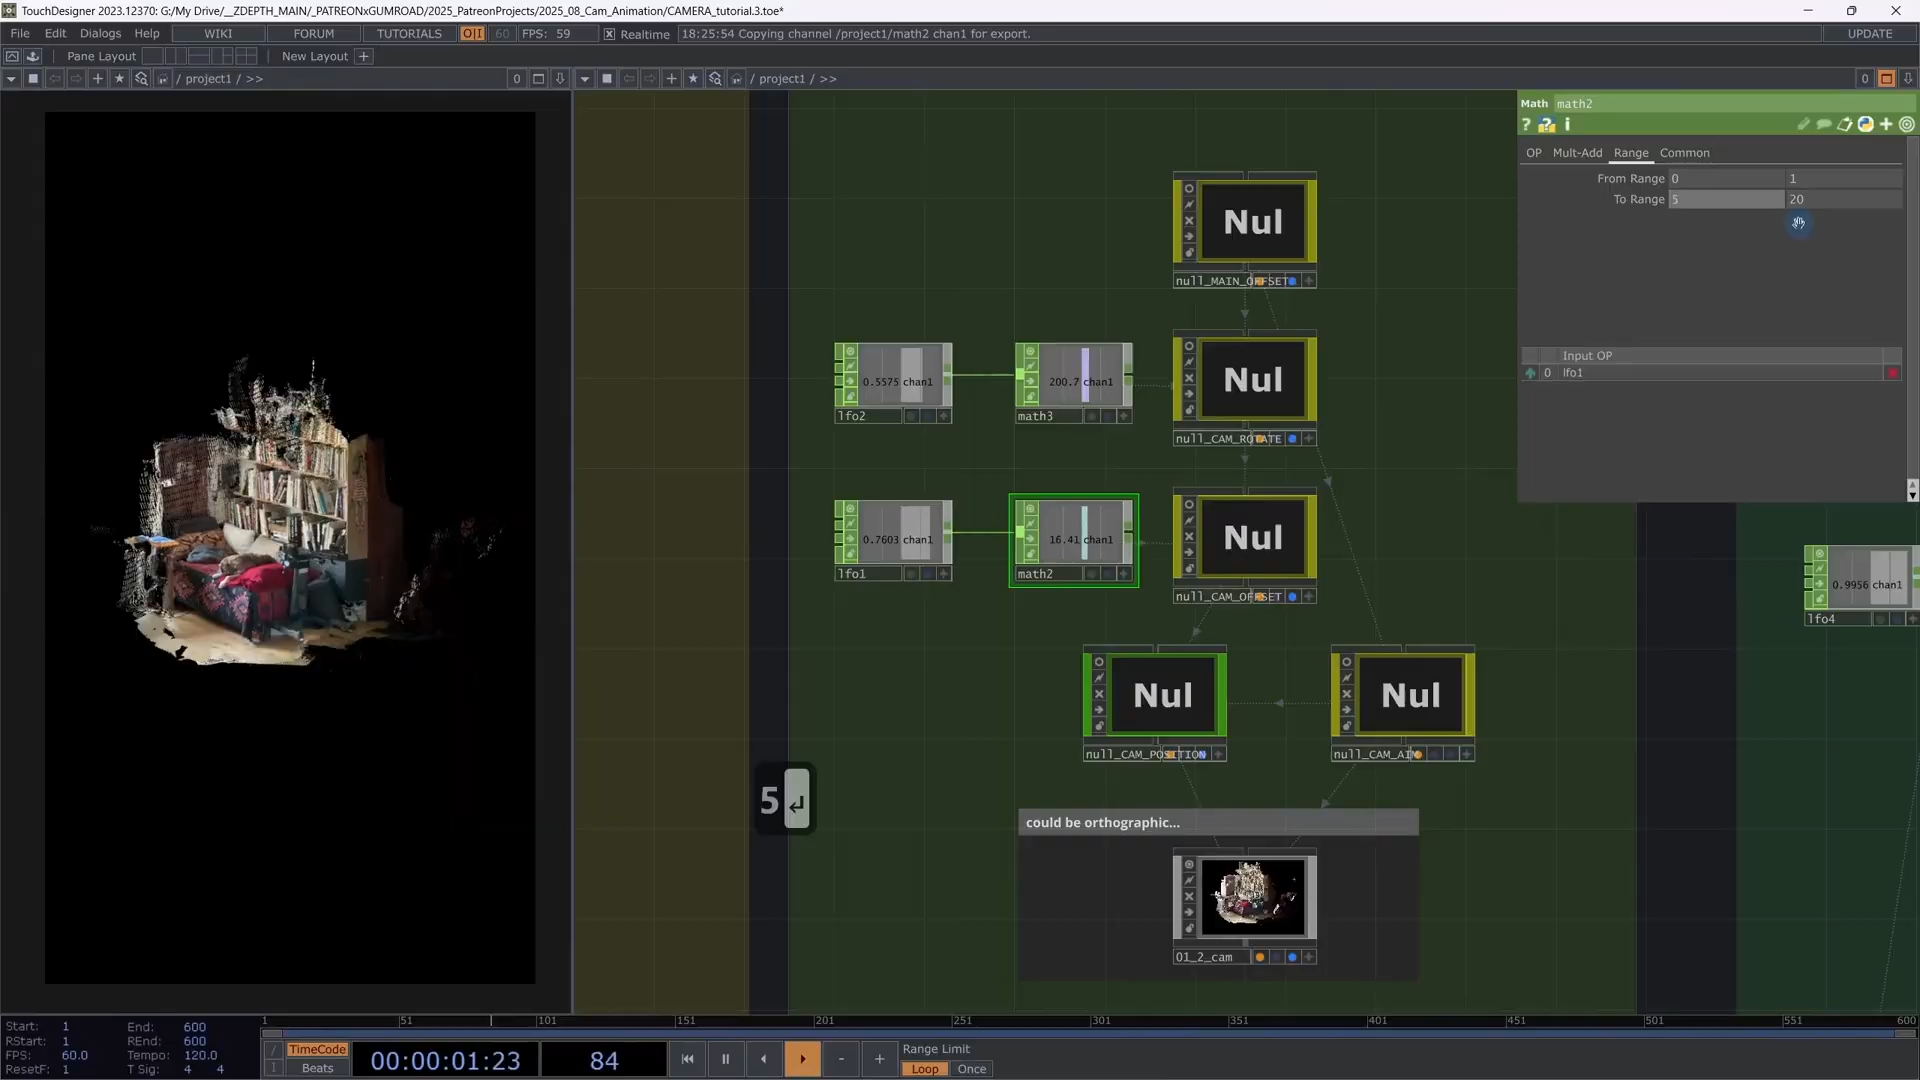 TouchDesigner 2023.12370: G:/My Drive/__ZDEPTH_MAIN/_PATREONxGUMROAD/2025_PatreonProjects/2025_08_Cam_Animation/CAMERA_tutorial.3.toe*
File Edit Dialogs Help WIKI FORUM TUTORIALS O|I 60 FPS: 59 Realtime 18:25:54 Copying channel /project1/math2 chan1 for export. UPDATE
Pane Layout New Layout +
/ project1 / >> 0 / project1 / >> 0
Math math2
? ? i
OP Mult-Add Range Common
From Range 0 1
To Range 5 20
Input OP
0 lfo1
Nul
null_MAIN_OFFSET
0.5575 chan1
lfo2
200.7 chan1
math3
Nul
null_CAM_ROTATE
0.7603 chan1
lfo1
16.41 chan1
math2
Nul
null_CAM_OFFSET
0.9956 chan1
lfo4
Nul
null_CAM_POSITION
Nul
null_CAM_AIM
5 ↵
could be orthographic...
01_2_cam
1 51 101 151 201 251 301 351 401 451 501 551 600
Start: 1 End: 600
RStart: 1 REnd: 600
FPS: 60.0 Tempo: 120.0
ResetF: 1 T Sig: 4 4
TimeCode
Beats
00:00:01:23 84
- +
Range Limit
Loop Once